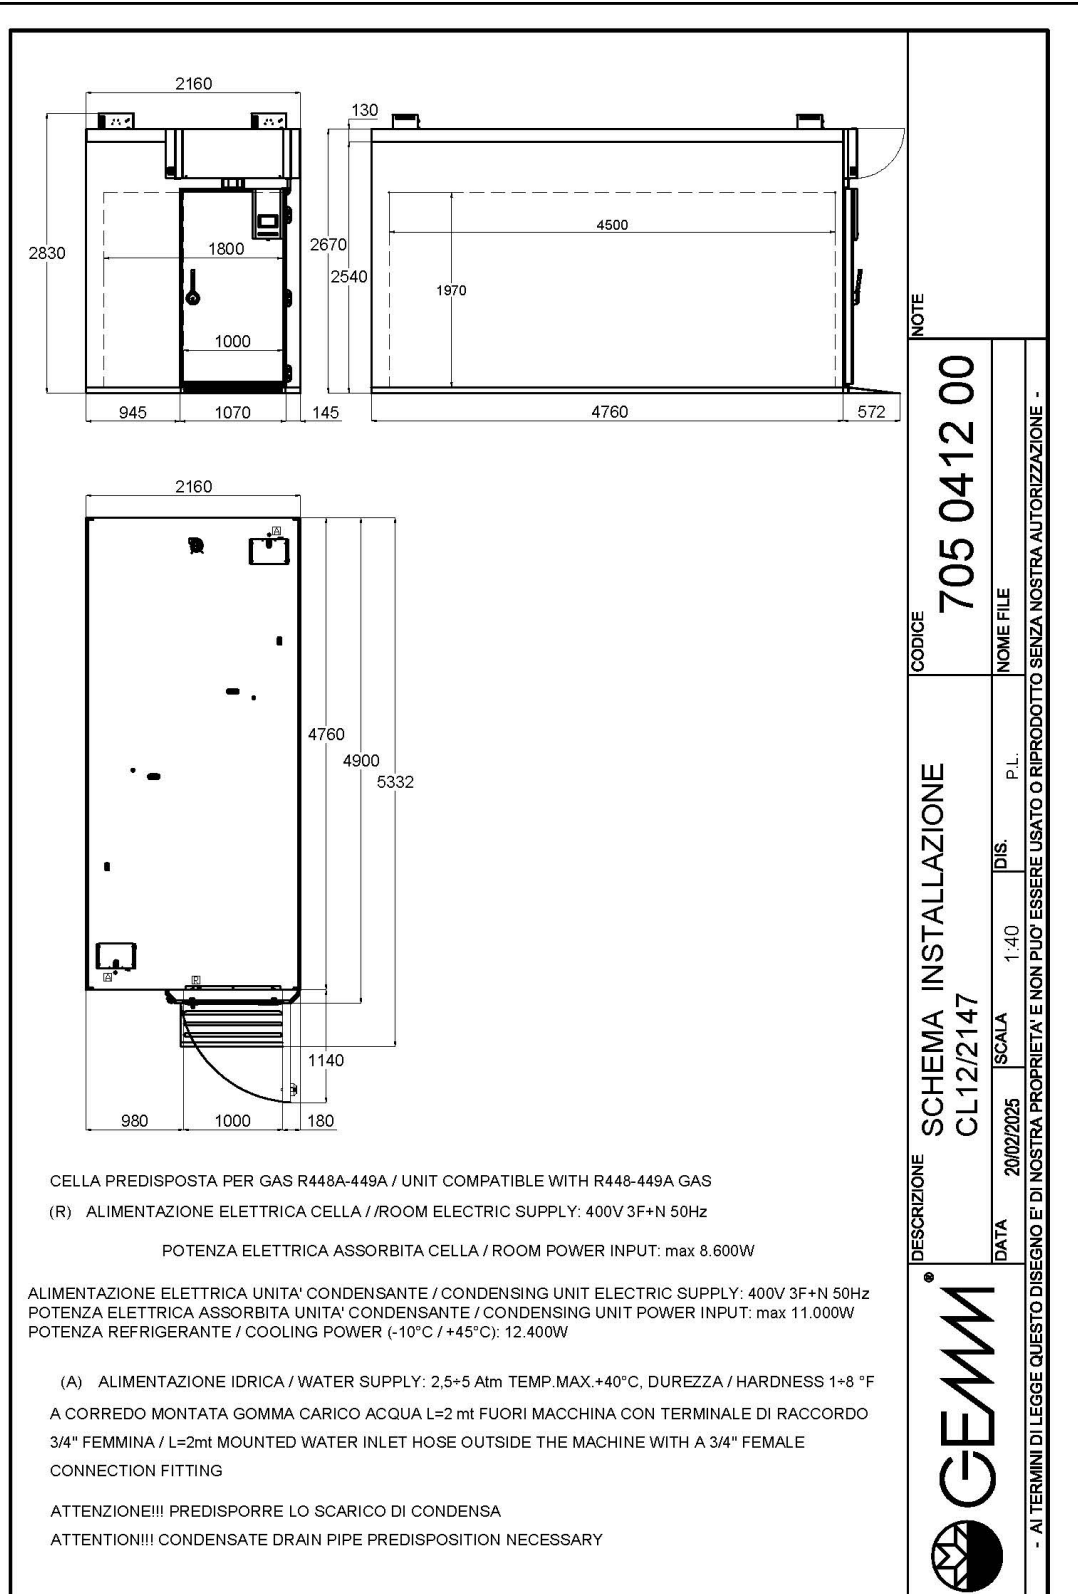 2160
130
2830
1800
1000
2670
2540
4500
1970
945
1070
145
4760
572
2160
A
4760
4900
5332
A
R
1140
980
1000
180
CELLA PREDISPOSTA PER GAS R448A-449A / UNIT COMPATIBLE WITH R448-449A GAS
(R) ALIMENTAZIONE ELETTRICA CELLA / /ROOM ELECTRIC SUPPLY: 400V 3F+N 50Hz
POTENZA ELETTRICA ASSORBITA CELLA / ROOM POWER INPUT: max 8.600W
ALIMENTAZIONE ELETTRICA UNITA' CONDENSANTE / CONDENSING UNIT ELECTRIC SUPPLY: 400V 3F+N 50Hz
POTENZA ELETTRICA ASSORBITA UNITA' CONDENSANTE / CONDENSING UNIT POWER INPUT: max 11.000W
POTENZA REFRIGERANTE / COOLING POWER (-10°C / +45°C): 12.400W
(A) ALIMENTAZIONE IDRICA / WATER SUPPLY: 2,5÷5 Atm TEMP.MAX.+40°C, DUREZZA / HARDNESS 1÷8 °F
A CORREDO MONTATA GOMMA CARICO ACQUA L=2 mt FUORI MACCHINA CON TERMINALE DI RACCORDO
3/4" FEMMINA / L=2mt MOUNTED WATER INLET HOSE OUTSIDE THE MACHINE WITH A 3/4" FEMALE
CONNECTION FITTING
ATTENZIONE!!! PREDISPORRE LO SCARICO DI CONDENSA
ATTENTION!!! CONDENSATE DRAIN PIPE PREDISPOSITION NECESSARY
GEMM ®
DESCRIZIONE
SCHEMA INSTALLAZIONE
CL12/2147
CODICE
705 0412 00
NOTE
DATA
20/02/2025
SCALA
1:40
DIS.
P.L.
NOME FILE
- AI TERMINI DI LEGGE QUESTO DISEGNO E' DI NOSTRA PROPRIETA' E NON PUO' ESSERE USATO O RIPRODOTTO SENZA NOSTRA AUTORIZZAZIONE -